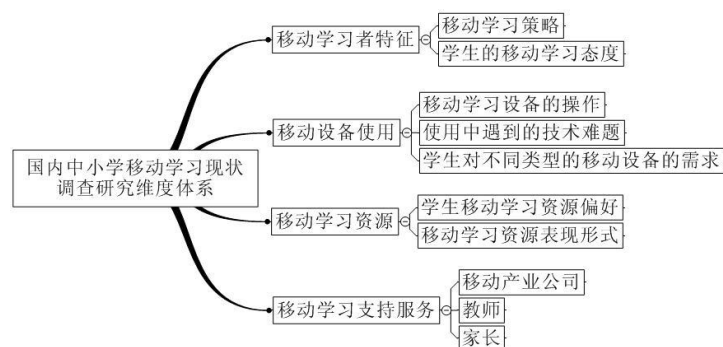 国内中小学移动学习现状
调查研究维度体系
移动学习者特征
移动学习策略
学生的移动学习态度
移动设备使用
移动学习设备的操作
使用中遇到的技术难题
学生对不同类型的移动设备的需求
移动学习资源
学生移动学习资源偏好
移动学习资源表现形式
移动学习支持服务
移动产业公司
教师
家长